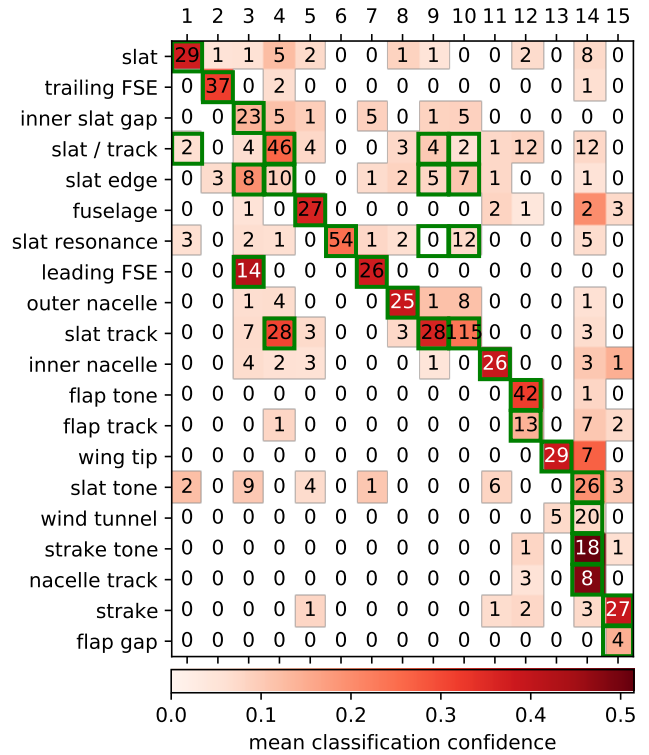 1 2 3 4 5 6 7 8 9 10 11 12 13 14 15
slat 29 1 1 5 2 0 0 1 1 0 0 2 0 8 0
trailing FSE 0 37 0 2 0 0 0 0 0 0 0 0 0 1 0
inner slat gap 0 0 23 5 1 0 5 0 1 5 0 0 0 0 0
slat / track 2 0 4 46 4 0 0 3 4 2 1 12 0 12 0
slat edge 0 3 8 10 0 0 1 2 5 7 1 0 0 1 0
fuselage 0 0 1 0 27 0 0 0 0 0 2 1 0 2 3
slat resonance 3 0 2 1 0 54 1 2 0 12 0 0 0 5 0
leading FSE 0 0 14 0 0 0 26 0 0 0 0 0 0 0 0
outer nacelle 0 0 1 4 0 0 0 25 1 8 0 0 0 1 0
slat track 0 0 7 28 3 0 0 3 28 115 0 0 0 3 0
inner nacelle 0 0 4 2 3 0 0 0 1 0 26 0 0 3 1
flap tone 0 0 0 0 0 0 0 0 0 0 0 42 0 1 0
flap track 0 0 0 1 0 0 0 0 0 0 0 13 0 7 2
wing tip 0 0 0 0 0 0 0 0 0 0 0 0 29 7 0
slat tone 2 0 9 0 4 0 1 0 0 0 6 0 0 26 3
wind tunnel 0 0 0 0 0 0 0 0 0 0 0 0 5 20 0
strake tone 0 0 0 0 0 0 0 0 0 0 0 1 0 18 1
nacelle track 0 0 0 0 0 0 0 0 0 0 0 3 0 8 0
strake 0 0 0 0 1 0 0 0 0 0 1 2 0 3 27
flap gap 0 0 0 0 0 0 0 0 0 0 0 0 0 0 4
0.0 0.1 0.2 0.3 0.4 0.5
mean classification confidence